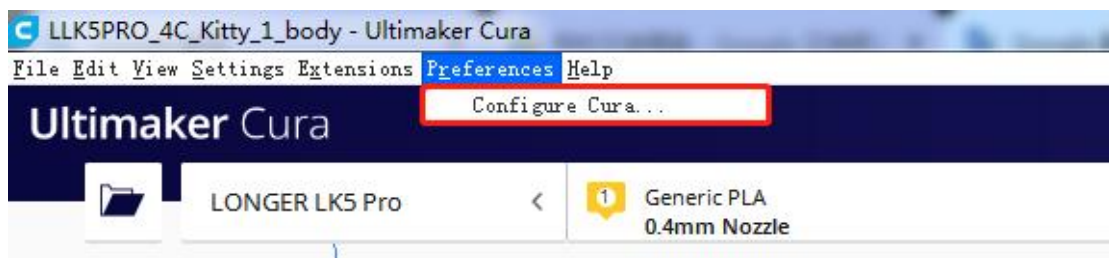 LLK5PRO_4C_Kitty_1_body - Ultimaker Cura
File Edit View Settings Extensions Preferences Help
Configure Cura...
Ultimaker Cura
LONGER LK5 Pro
<
1
Generic PLA
0.4mm Nozzle